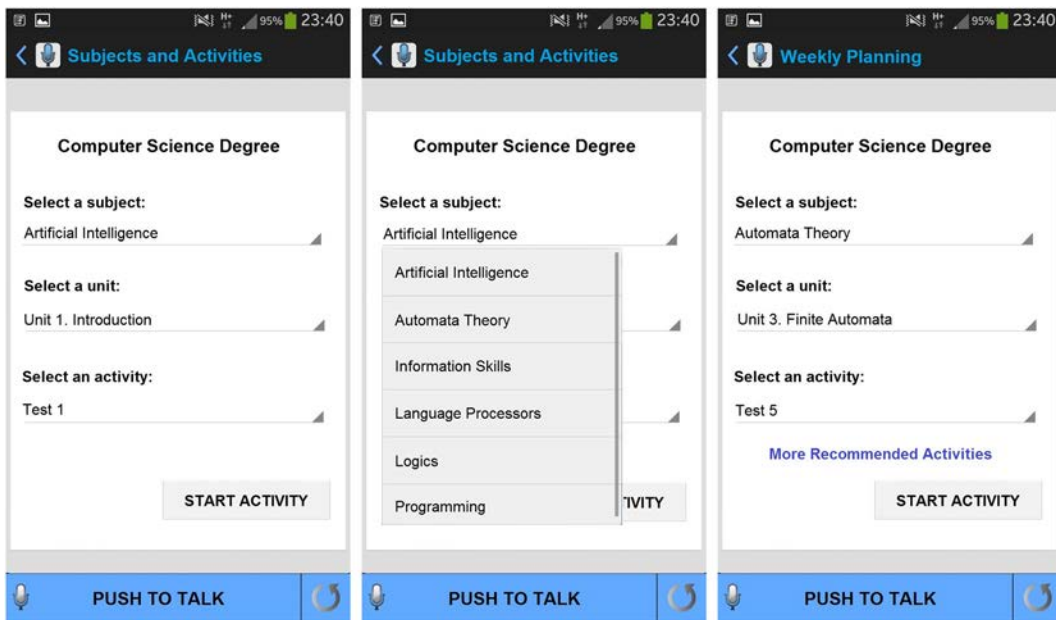 95% 23:40
Subjects and Activities
Computer Science Degree
Select a subject:
Artificial Intelligence
Select a unit:
Unit 1. Introduction
Select an activity:
Test 1
START ACTIVITY
PUSH TO TALK
95% 23:40
Subjects and Activities
Computer Science Degree
Select a subject:
Artificial Intelligence
Artificial Intelligence
Automata Theory
Information Skills
Language Processors
Logics
Programming
TIVITY
PUSH TO TALK
95% 23:40
Weekly Planning
Computer Science Degree
Select a subject:
Automata Theory
Select a unit:
Unit 3. Finite Automata
Select an activity:
Test 5
More Recommended Activities
START ACTIVITY
PUSH TO TALK